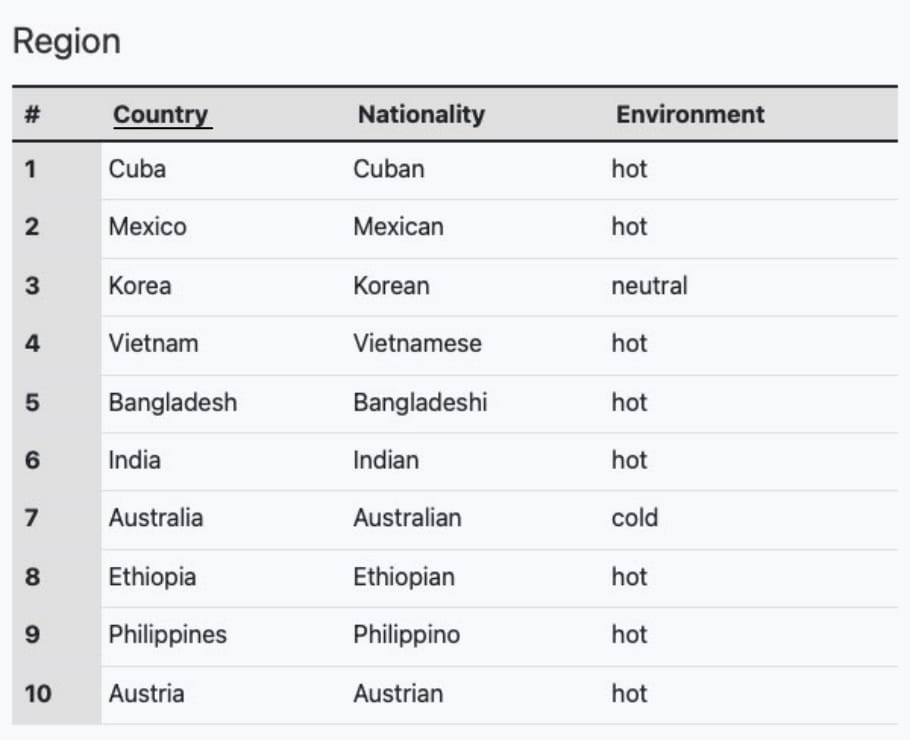 Region
# Country Nationality Environment
1 Cuba Cuban hot
2 Mexico Mexican hot
3 Korea Korean neutral
4 Vietnam Vietnamese hot
5 Bangladesh Bangladeshi hot
6 India Indian hot
7 Australia Australian cold
8 Ethiopia Ethiopian hot
9 Philippines Philippino hot
10 Austria Austrian hot